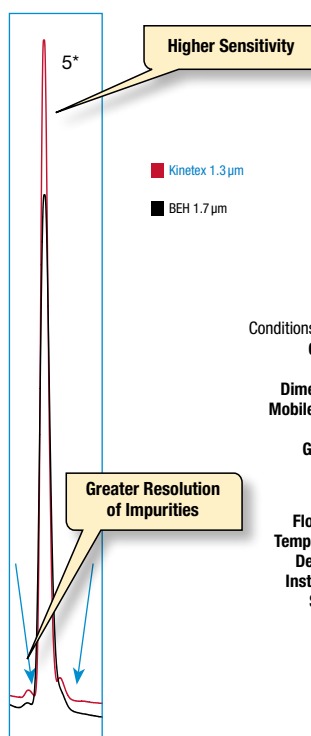 Higher Sensitivity
5*
Kinetex 1.3 µm
BEH 1.7 µm
Conditions
Dime
Mobile
G
Greater Resolution
of Impurities
Flo
Temp
De
Inst
S